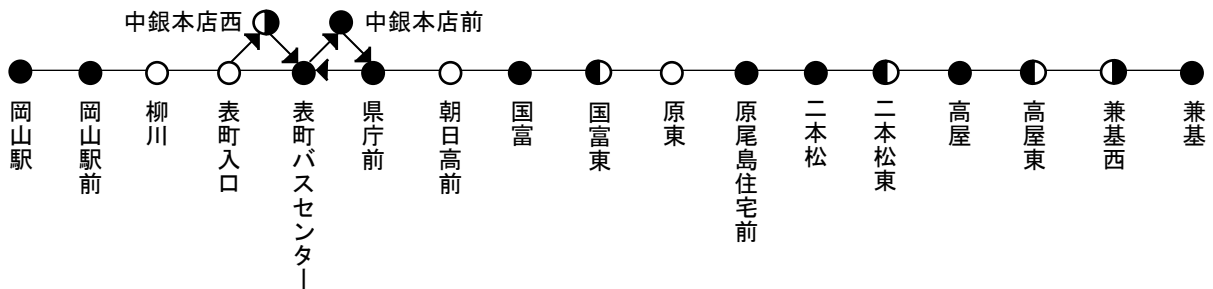 中銀本店西
中銀本店前
岡山駅
岡山駅前
柳川
表町入口
表町バスセンター
県庁前
朝日高前
国富
国富東
原東
原尾島住宅前
二本松
二本松東
高屋
高屋東
兼基西
兼基